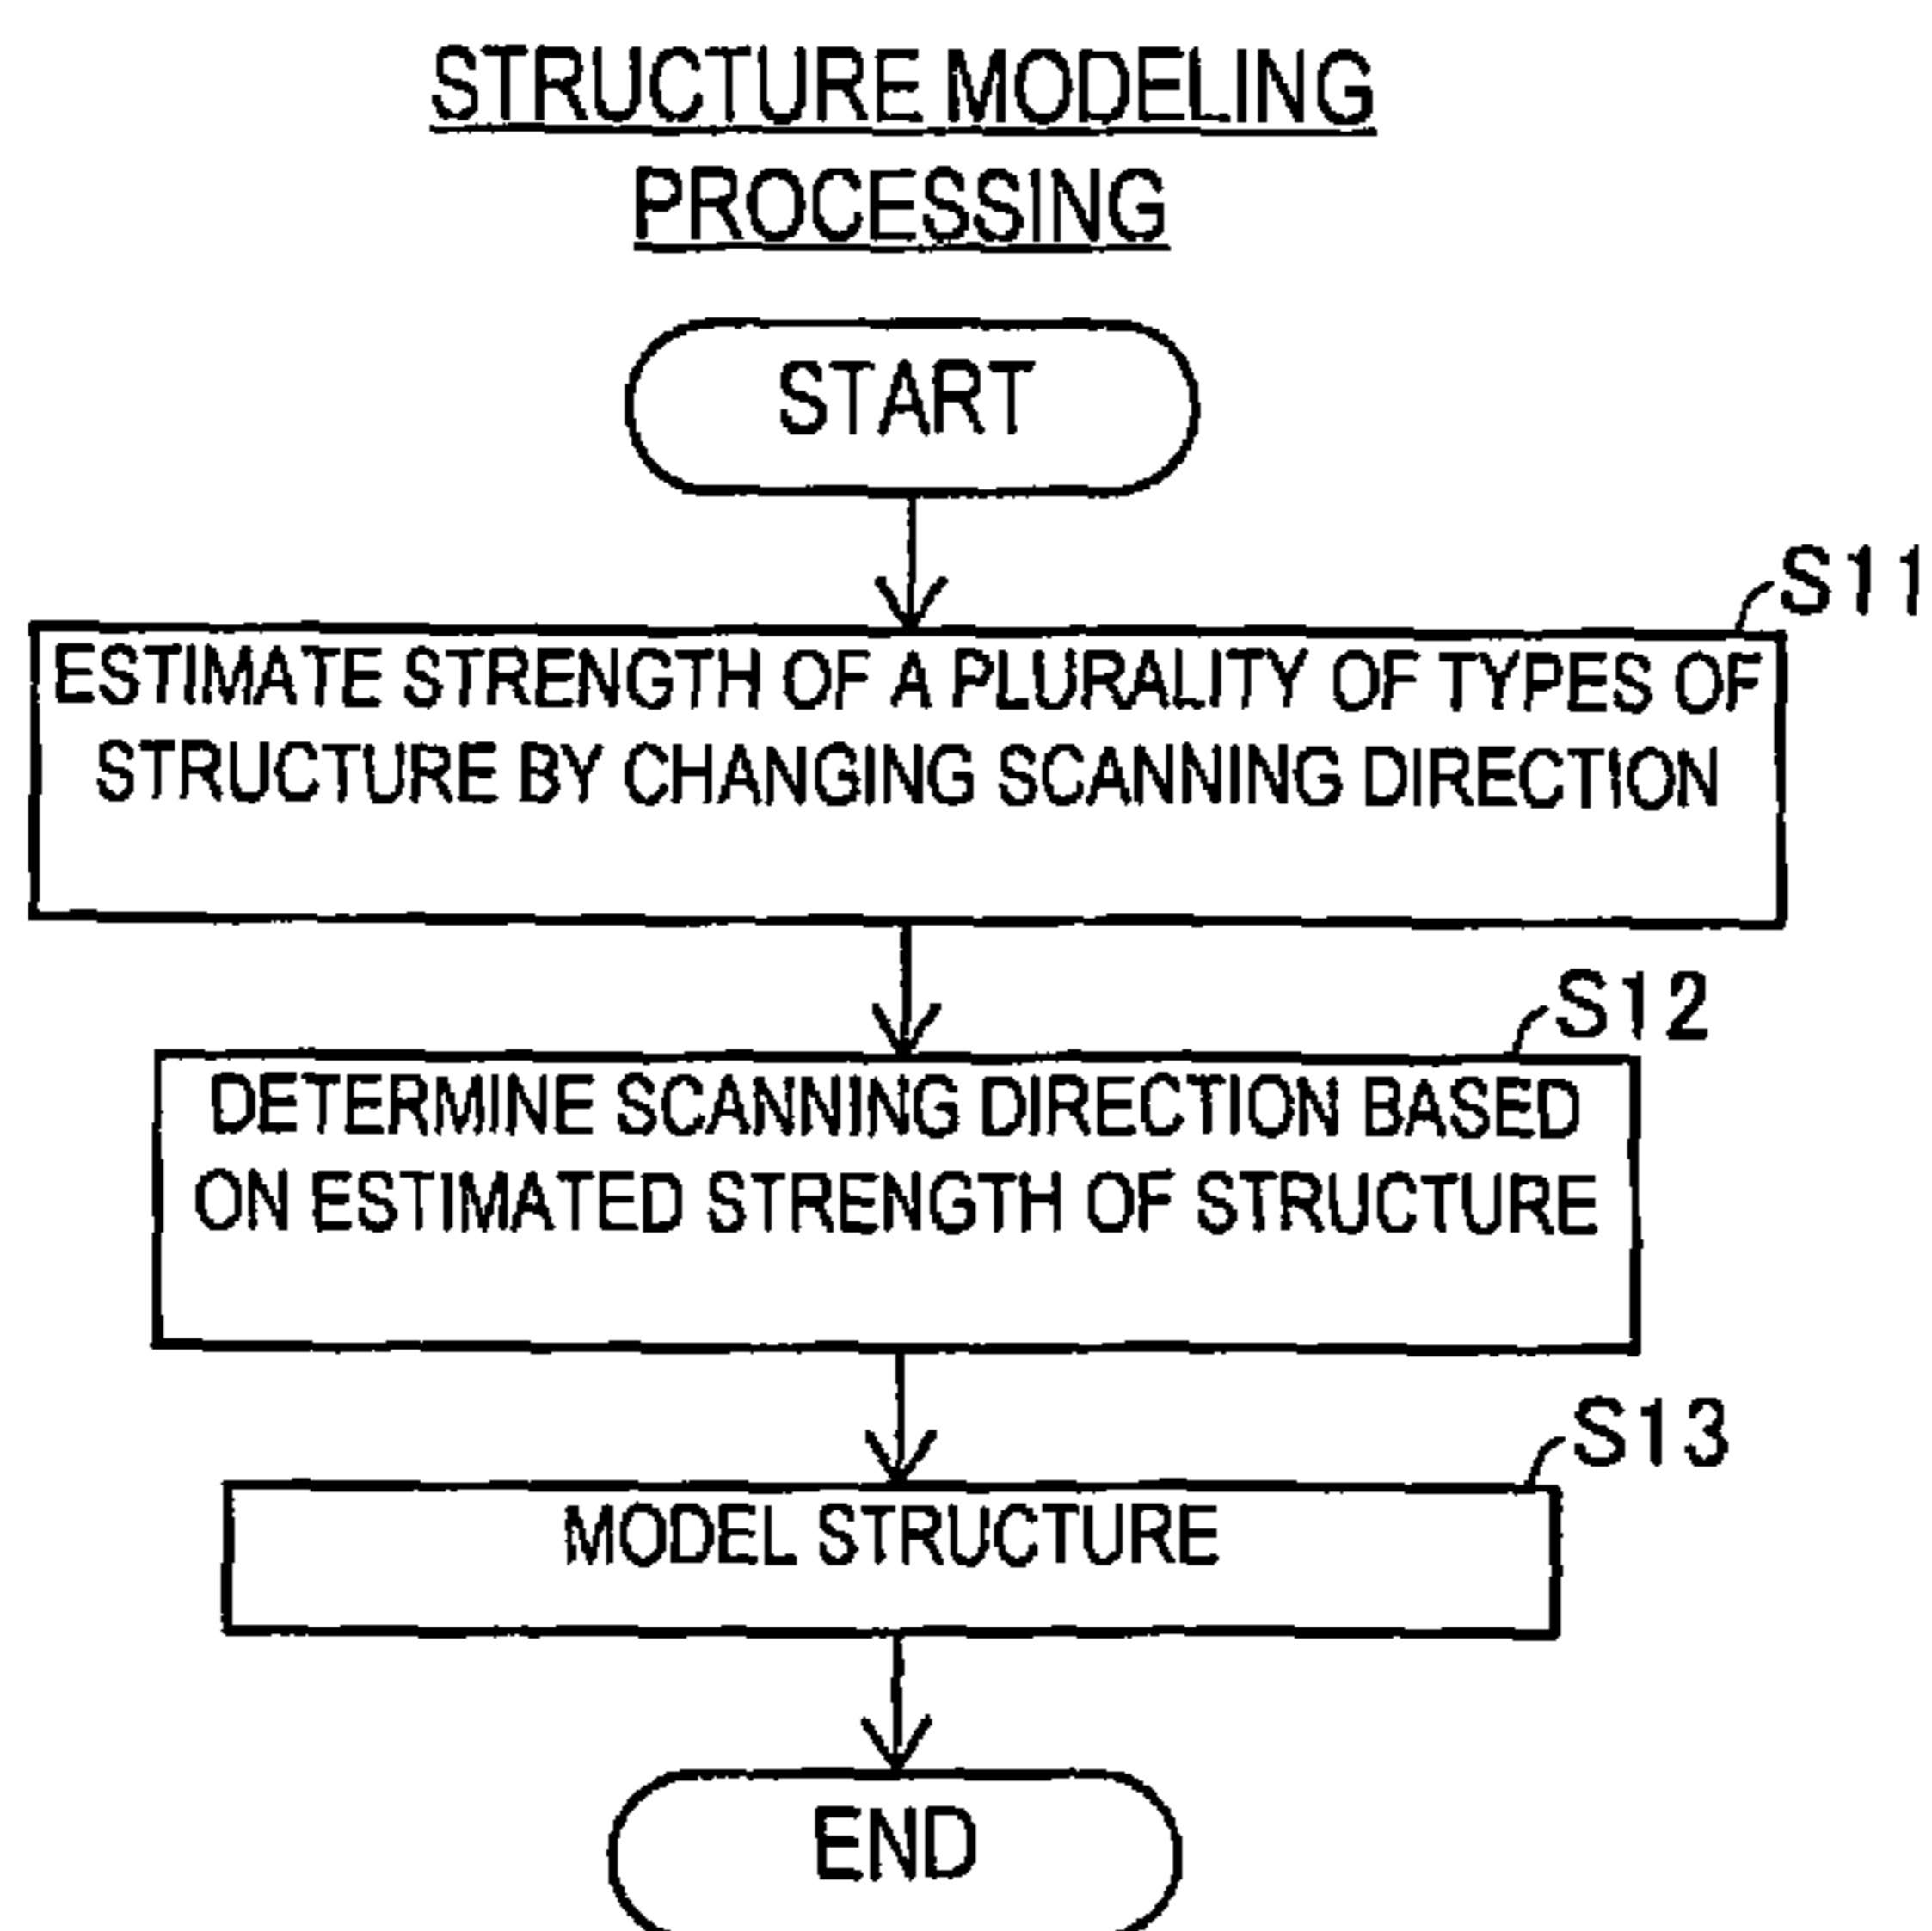 STRUCTURE MODELING
PROCESSING
START
S11
ESTIMATE STRENGTH OF A PLURALITY OF TYPES OF
STRUCTURE BY CHANGING SCANNING DIRECTION
S12
DETERMINE SCANNING DIRECTION BASED
ON ESTIMATED STRENGTH OF STRUCTURE
S13
MODEL STRUCTURE
END